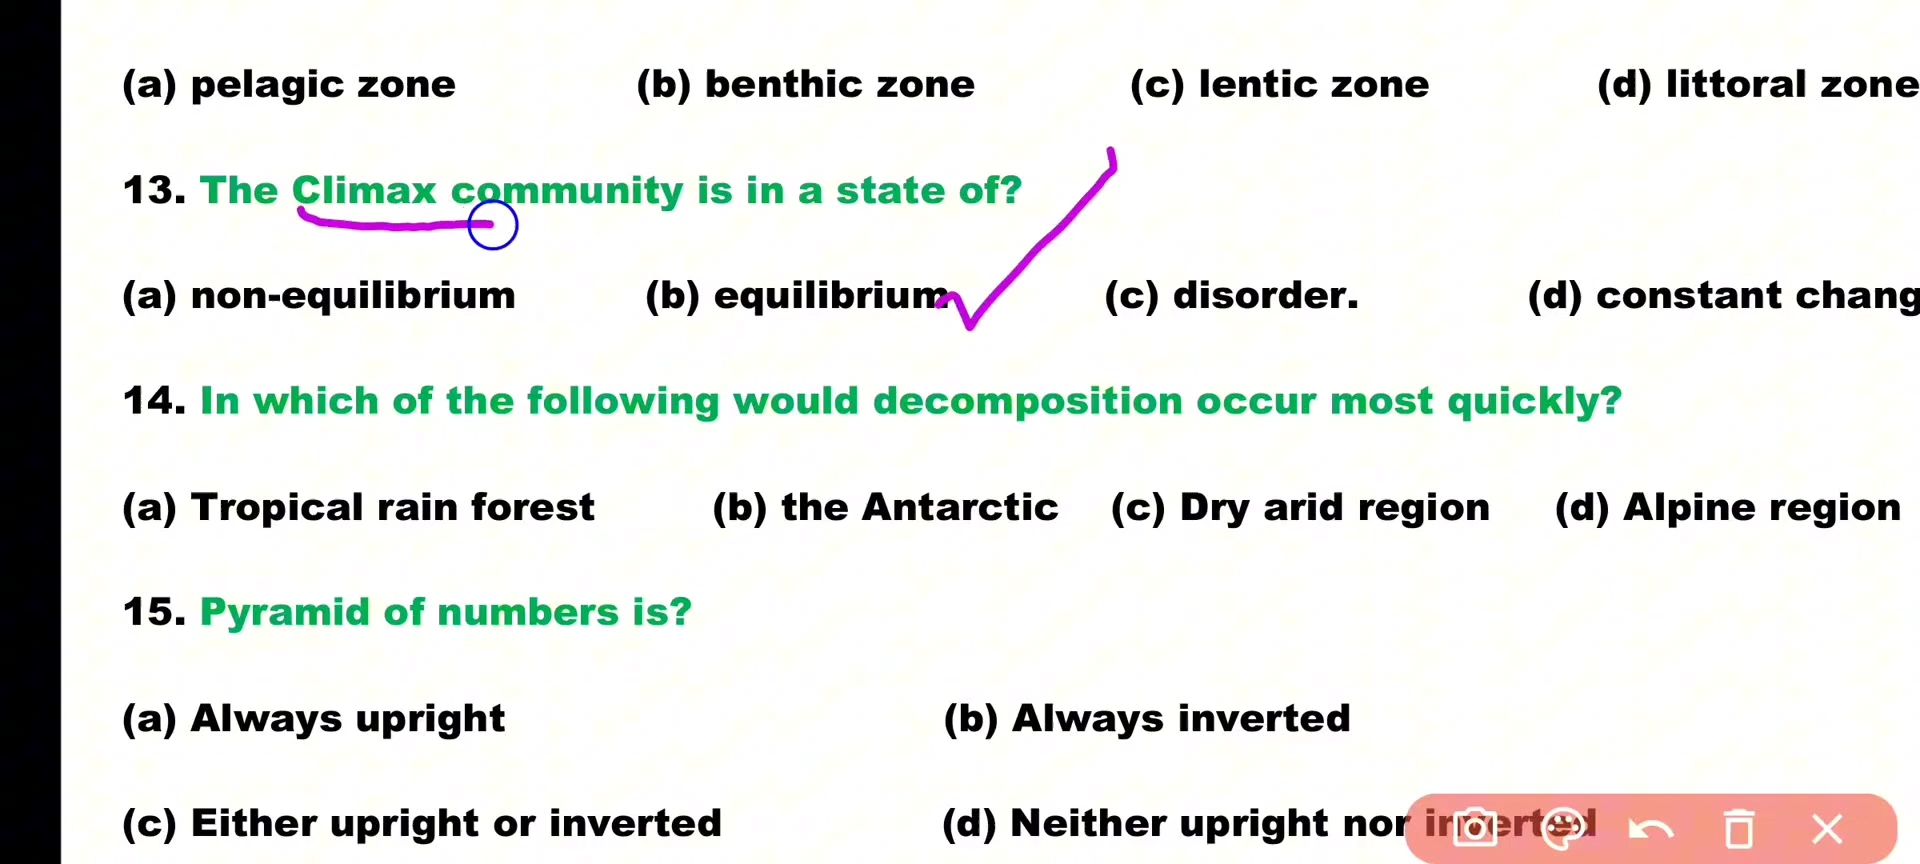 (a) pelagic zone (b) benthic zone (c) lentic zone (d) littoral zone
13. The Climax community is in a state of?
(a) non-equilibrium (b) equilibrium (c) disorder. (d) constant chang
14. In which of the following would decomposition occur most quickly?
(a) Tropical rain forest (b) the Antarctic (c) Dry arid region (d) Alpine region
15. Pyramid of numbers is?
(a) Always upright (b) Always inverted
(c) Either upright or inverted (d) Neither upright nor inverted